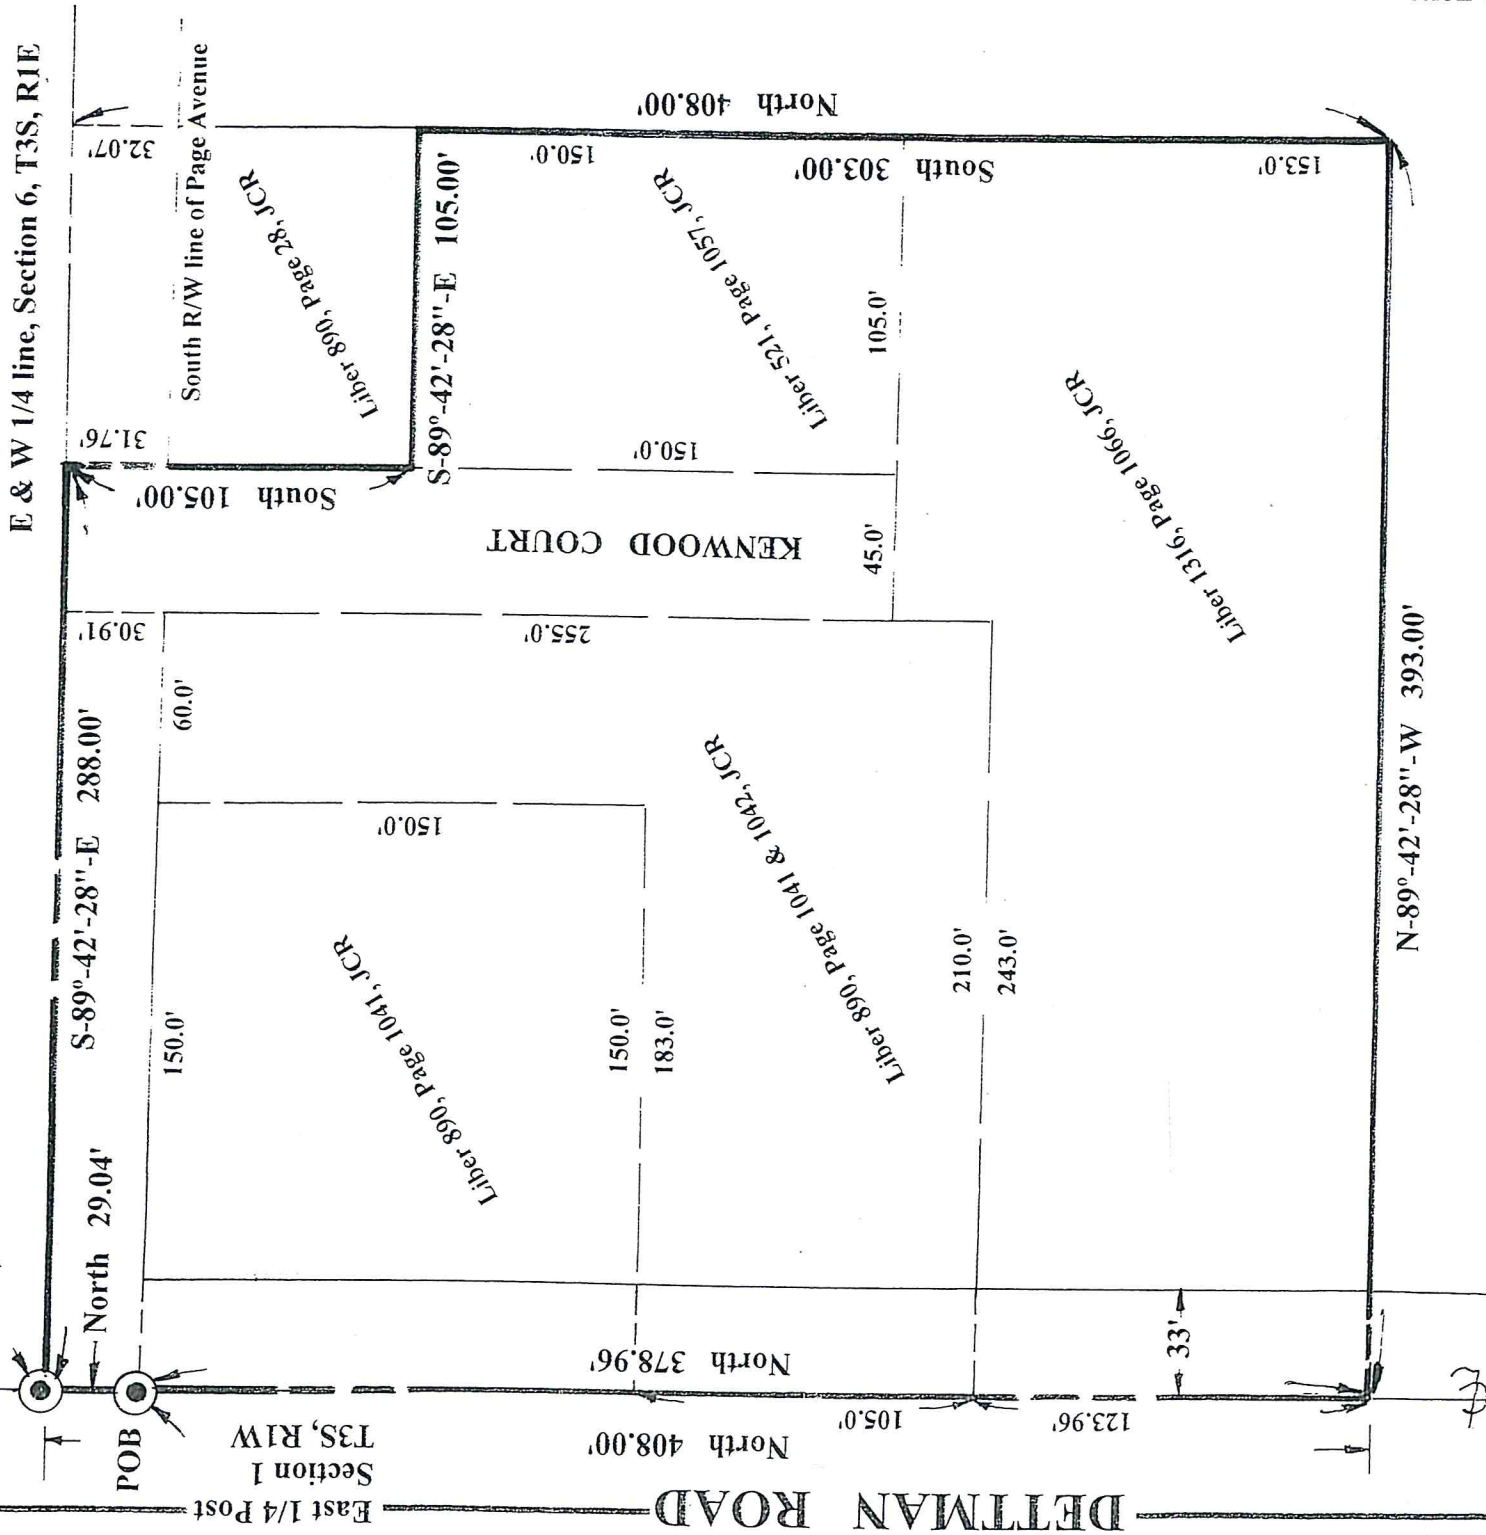 E & W 1/4 line, Section 6, T3S, R1E
South R/W line of Page Avenue
32.07'
North 408.00'
Liber 890, Page 28, JCR
31.76'
South 105.00'
S-89°-42'-28"-E 105.00'
150.0'
South 303.00'
153.0'
Liber 521, Page 1057, JCR
105.0'
150.0'
KENWOOD COURT
45.0'
Liber 1316, Page 1066, JCR
30.91'
255.0'
60.0'
S-89°-42'-28"-E 288.00'
150.0'
150.0'
Liber 890, Page 1041, JCR
150.0'
183.0'
Liber 890, Page 1041 & 1042, JCR
210.0'
243.0'
N-89°-42'-28"-W 393.00'
North 29.04'
POB
North 378.96'
33'
105.0'
123.96'
North 408.00'
East 1/4 Post
Section 1
T3S, R1W
DETTMAN ROAD